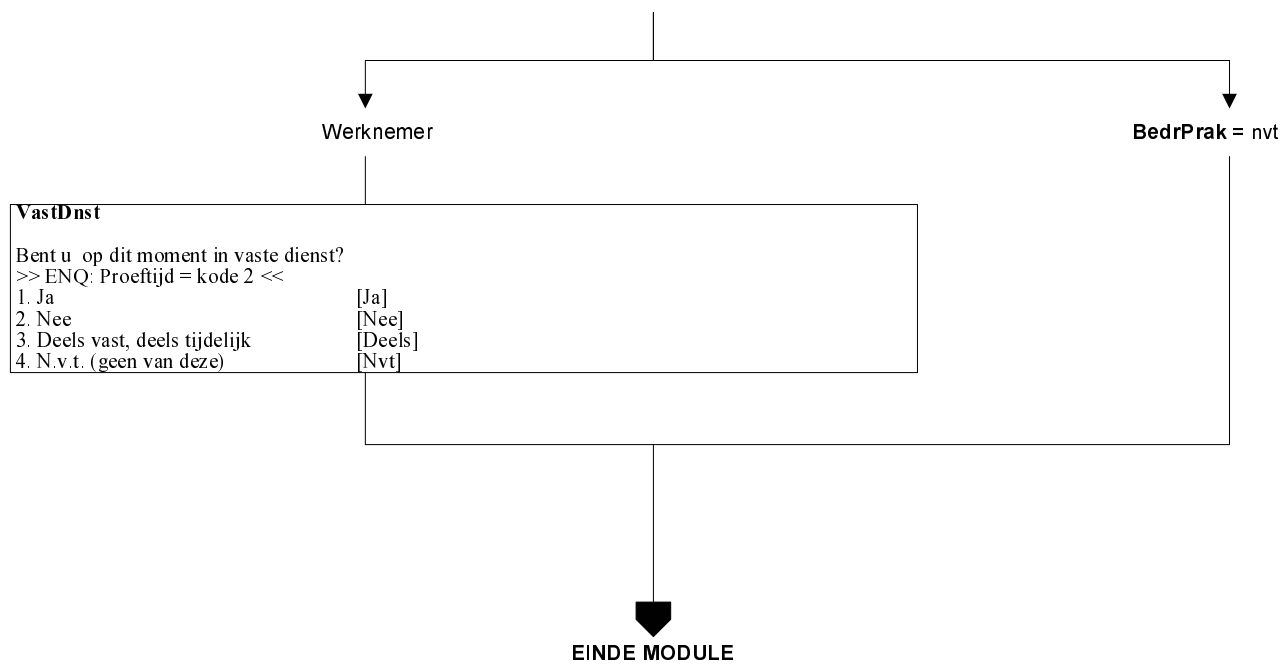 Werknemer
BedrPrak = nvt
VastDnst
Bent u op dit moment in vaste dienst?
>> ENQ: Proeftijd = kode 2 <<
1. Ja [Ja]
2. Nee [Nee]
3. Deels vast, deels tijdelijk [Deels]
4. N.v.t. (geen van deze) [Nvt]
EINDE MODULE